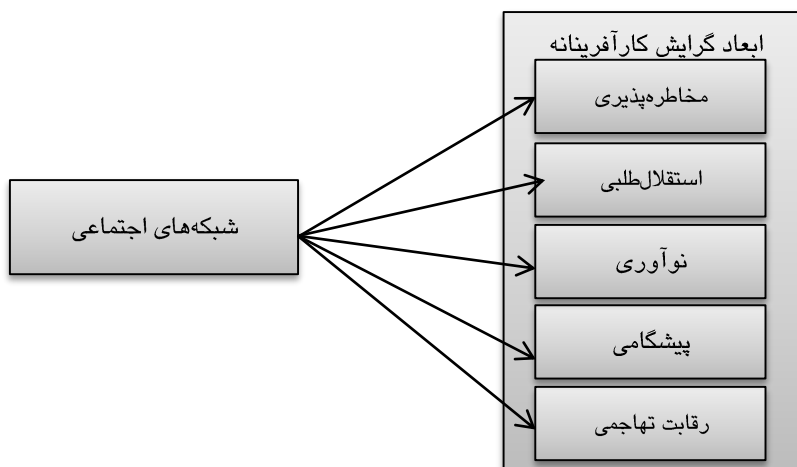 ابعاد گرایش کارآفرینانه
مخاطره‌پذیری
استقلال‌طلبی
شبکه‌های اجتماعی
نوآوری
پیشگامی
رقابت تهاجمی